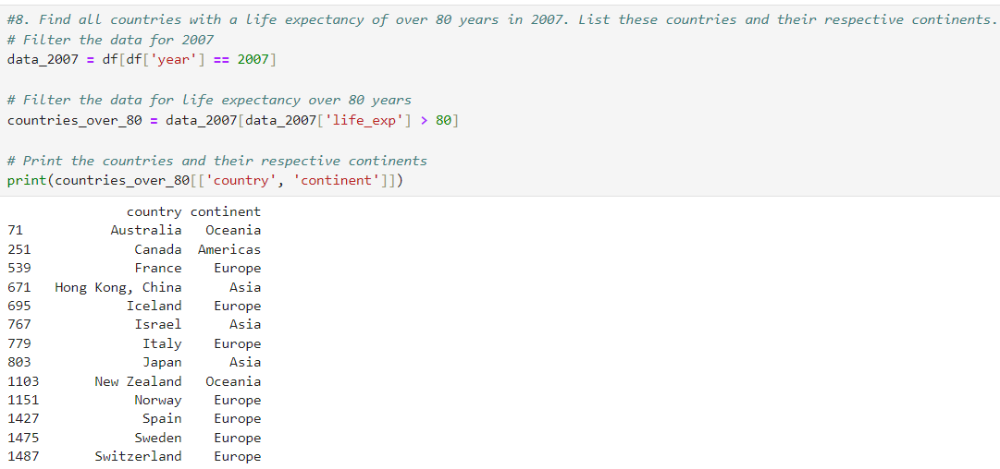 #8. Find all countries with a life expectancy of over 80 years in 2007. List these countries and their respective continents.
# Filter the data for 2007
data_2007 = df[df['year'] == 2007]
# Filter the data for life expectancy over 80 years
countries_over_80 = data_2007[data_2007['life_exp'] > 80]
# Print the countries and their respective continents
print(countries_over_80[['country', 'continent']])
country continent
71 Australia Oceania
251 Canada Americas
539 France Europe
671 Hong Kong, China Asia
695 Iceland Europe
767 Israel Asia
779 Italy Europe
803 Japan Asia
1103 New Zealand Oceania
1151 Norway Europe
1427 Spain Europe
1475 Sweden Europe
1487 Switzerland Europe